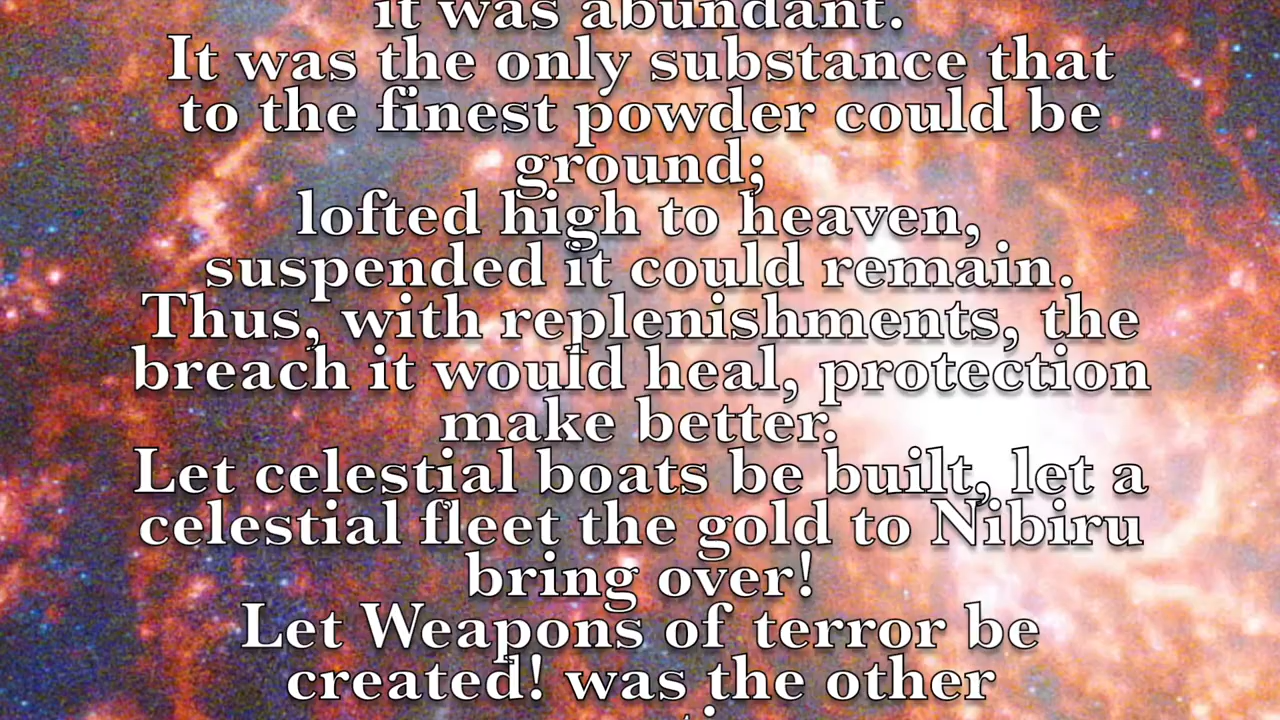 it was abundant.
It was the only substance that
to the finest powder could be
ground;
lofted high to heaven,
suspended it could remain.
Thus, with replenishments, the
breach it would heal, protection
make better.
Let celestial boats be built, let a
celestial fleet the gold to Nibiru
bring over!
Let Weapons of terror be
created! was the other